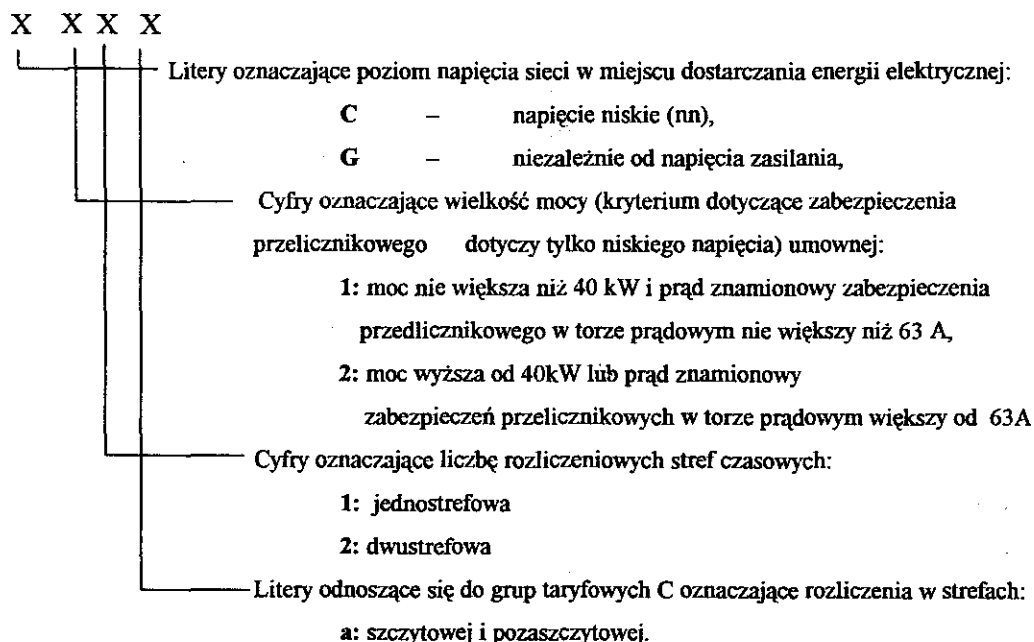 X X X X
Litery oznaczające poziom napięcia sieci w miejscu dostarczania energii elektrycznej:
C – napięcie niskie (nn),
G – niezależnie od napięcia zasilania,
Cyfry oznaczające wielkość mocy (kryterium dotyczące zabezpieczenia
przelicznikowego dotyczy tylko niskiego napięcia) umownej:
1: moc nie większa niż 40 kW i prąd znamionowy zabezpieczenia
przedlicznikowego w torze prądowym nie większy niż 63 A,
2: moc wyższa od 40kW lub prąd znamionowy
zabezpieczeń przelicznikowych w torze prądowym większy od 63A
Cyfry oznaczające liczbę rozliczeniowych stref czasowych:
1: jednostrefowa
2: dwustrefowa
Litery odnoszące się do grup taryfowych C oznaczające rozliczenia w strefach:
a: szczytowej i pozaszczytowej.